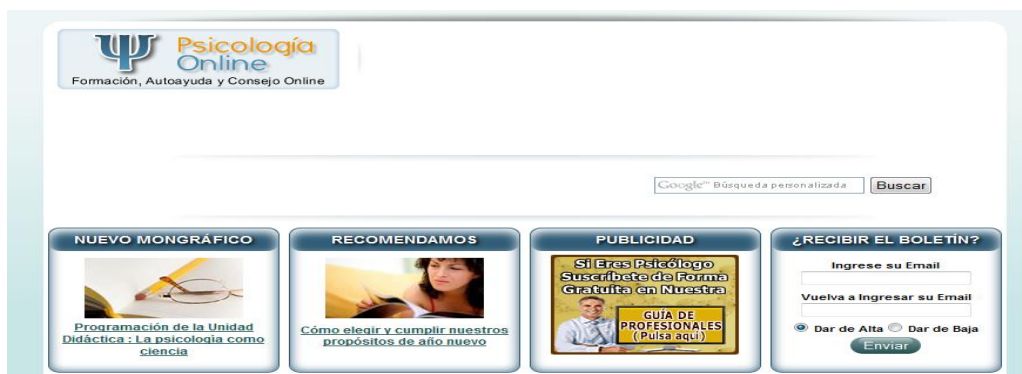 Psicología
Online
Formación, Autoayuda y Consejo Online
Google™ Búsqueda personalizada
Buscar
NUEVO MONGRÁFICO
Programación de la Unidad
Didáctica : La psicologia como
ciencia
RECOMENDAMOS
Cómo elegir y cumplir nuestros
propósitos de año nuevo
PUBLICIDAD
Si Eres Psicólogo
Suscríbete de Forma
Gratuíta en Nuestra
GUÍA DE
PROFESIONALES
(Pulsa aquí)
¿RECIBIR EL BOLETÍN?
Ingrese su Email
Vuelva a Ingresar su Email
Dar de Alta Dar de Baja
Enviar